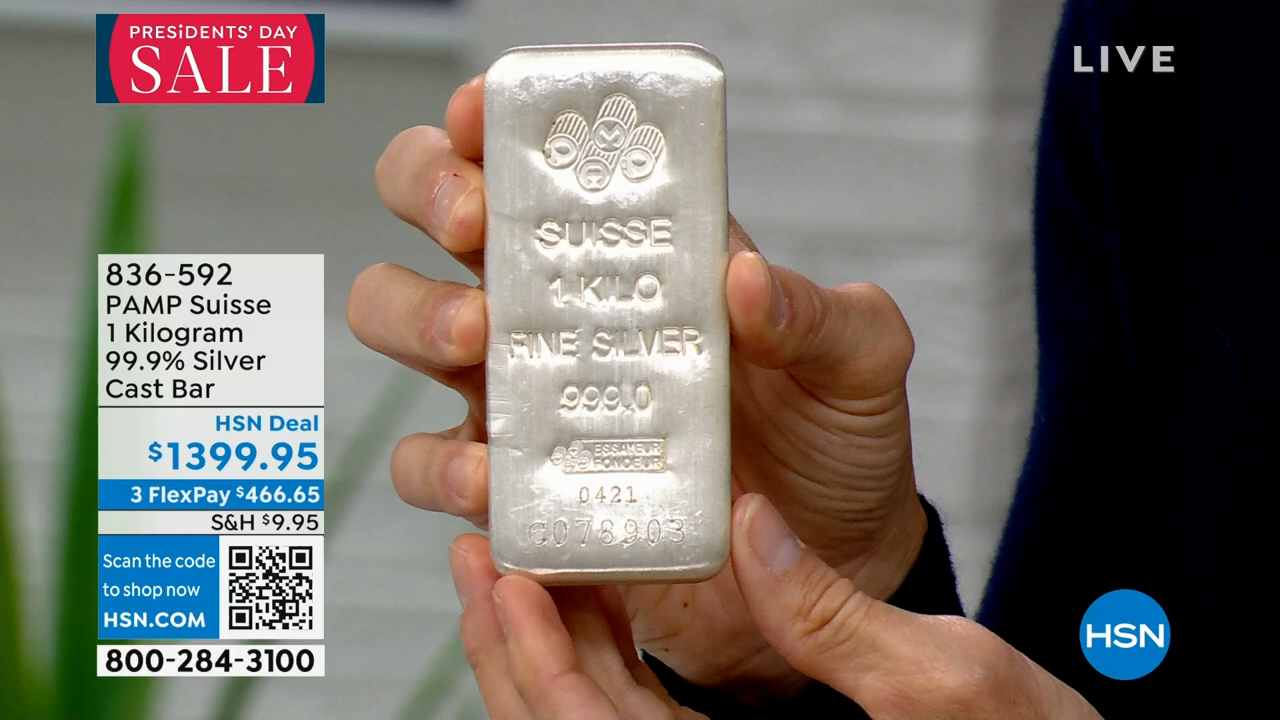 PRESiDENTS' DAY
SALE
LIVE
836-592
PAMP Suisse
1 Kilogram
99.9% Silver
Cast Bar
HSN Deal
$1399.95
3 FlexPay $466.65
S&H $9.95
Scan the code
to shop now
HSN.COM
800-284-3100
P A M P
SUISSE
1 KILO
FINE SILVER
999.0
ESSAYEUR
FONDEUR
0421
C078903
HSN